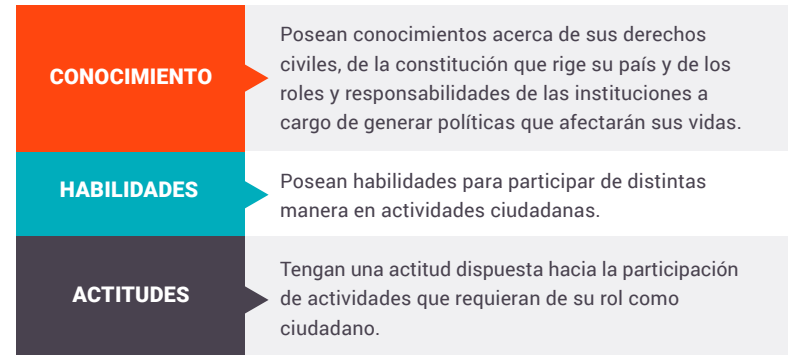 CONOCIMIENTO
Posean conocimientos acerca de sus derechos
civiles, de la constitución que rige su país y de los
roles y responsabilidades de las instituciones a
cargo de generar políticas que afectarán sus vidas.
HABILIDADES
Posean habilidades para participar de distintas
manera en actividades ciudadanas.
ACTITUDES
Tengan una actitud dispuesta hacia la participación
de actividades que requieran de su rol como
ciudadano.